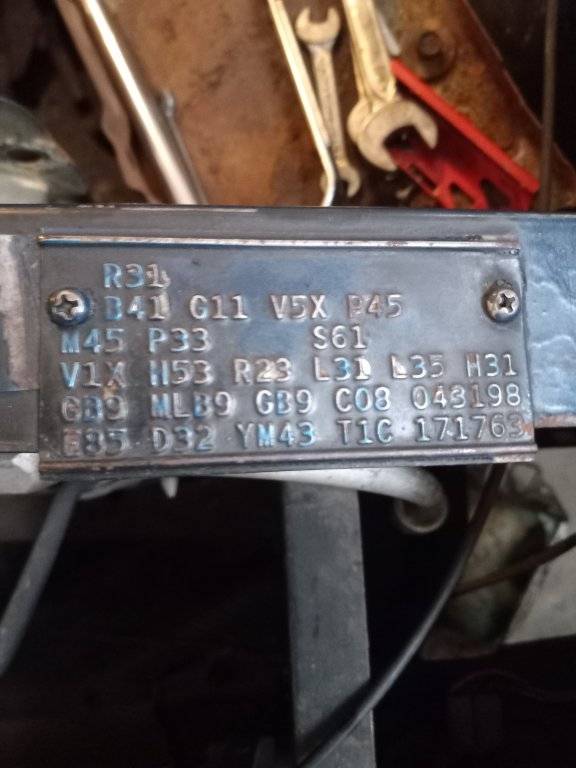 R31
B41 G11 V5X P45
M45 P33 S61
V1X H53 R23 L31 L35 H31
GB9 MLB9 GB9 C08 043198
E85 D32 YM43 T1C 171763